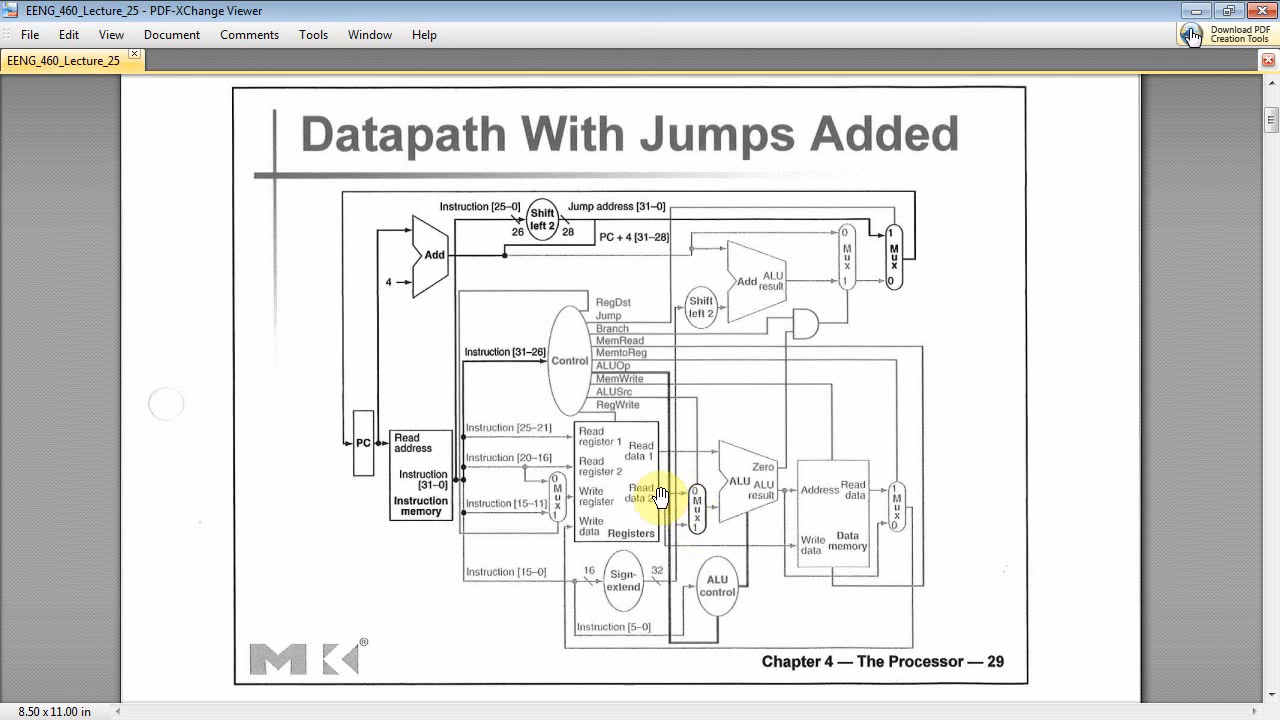 EENG_460_Lecture_25 - PDF-XChange Viewer
File Edit View Document Comments Tools Window Help
Download PDF
Creation Tools
EENG_460_Lecture_25
Datapath With Jumps Added
Instruction [25–0]
Shift
left 2
Jump address [31–0]
26
28
PC + 4 [31–28]
Add
4
0
Mux
1
1
Mux
0
Add
ALU
result
Shift
left 2
RegDst
Jump
Branch
MemRead
MemtoReg
ALUOp
MemWrite
ALUSrc
RegWrite
Control
Instruction [31–26]
PC
Read
address
Instruction
[31–0]
Instruction
memory
Instruction [25–21]
Instruction [20–16]
Instruction [15–11]
0
Mux
1
Read
register 1
Read
register 2
Write
register
Write
data
Read
data 1
Read
data 2
Registers
0
Mux
1
Zero
ALU
ALU
result
Address
Read
data
Write
data
Data
memory
1
Mux
0
Instruction [15–0]
16
Sign-
extend
32
ALU
control
Instruction [5–0]
MK®
Chapter 4 — The Processor — 29
8.50 x 11.00 in